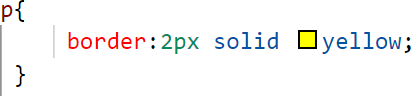 p{
border:2px solid yellow;
}